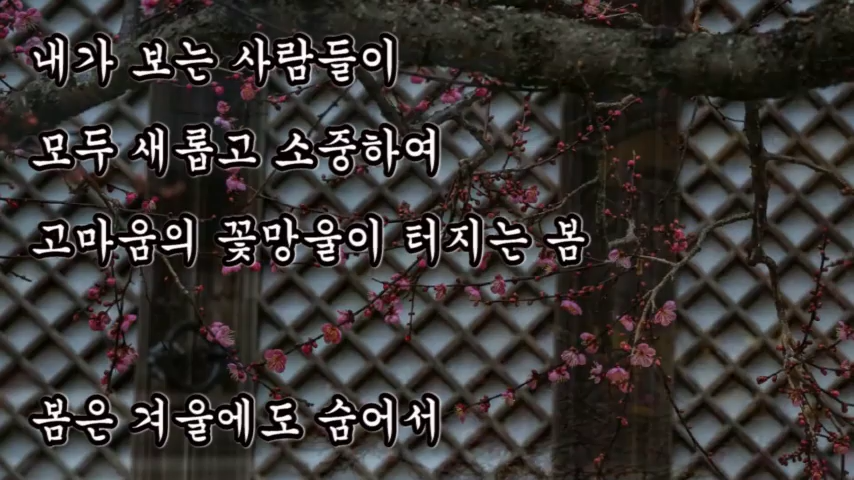 내가 보는 사람들이
모두 새롭고 소중하여
고마움의 꽃망울이 터지는 봄
봄은 겨울에도 숨어서